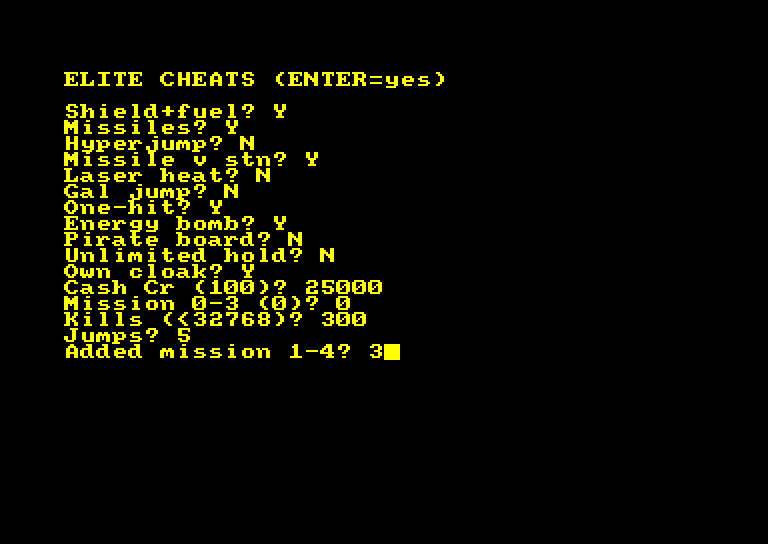 ELITE CHEATS (ENTER=yes)
Shield+fuel? Y
Missiles? Y
Hyperjump? N
Missile v stn? Y
Laser heat? N
Gal jump? N
One-hit? Y
Energy bomb? Y
Pirate board? N
Unlimited hold? N
Own cloak? Y
Cash Cr (100)? 25000
Mission 0-3 (0)? 0
Kills (<32768)? 300
Jumps? 5
Added mission 1-4? 3